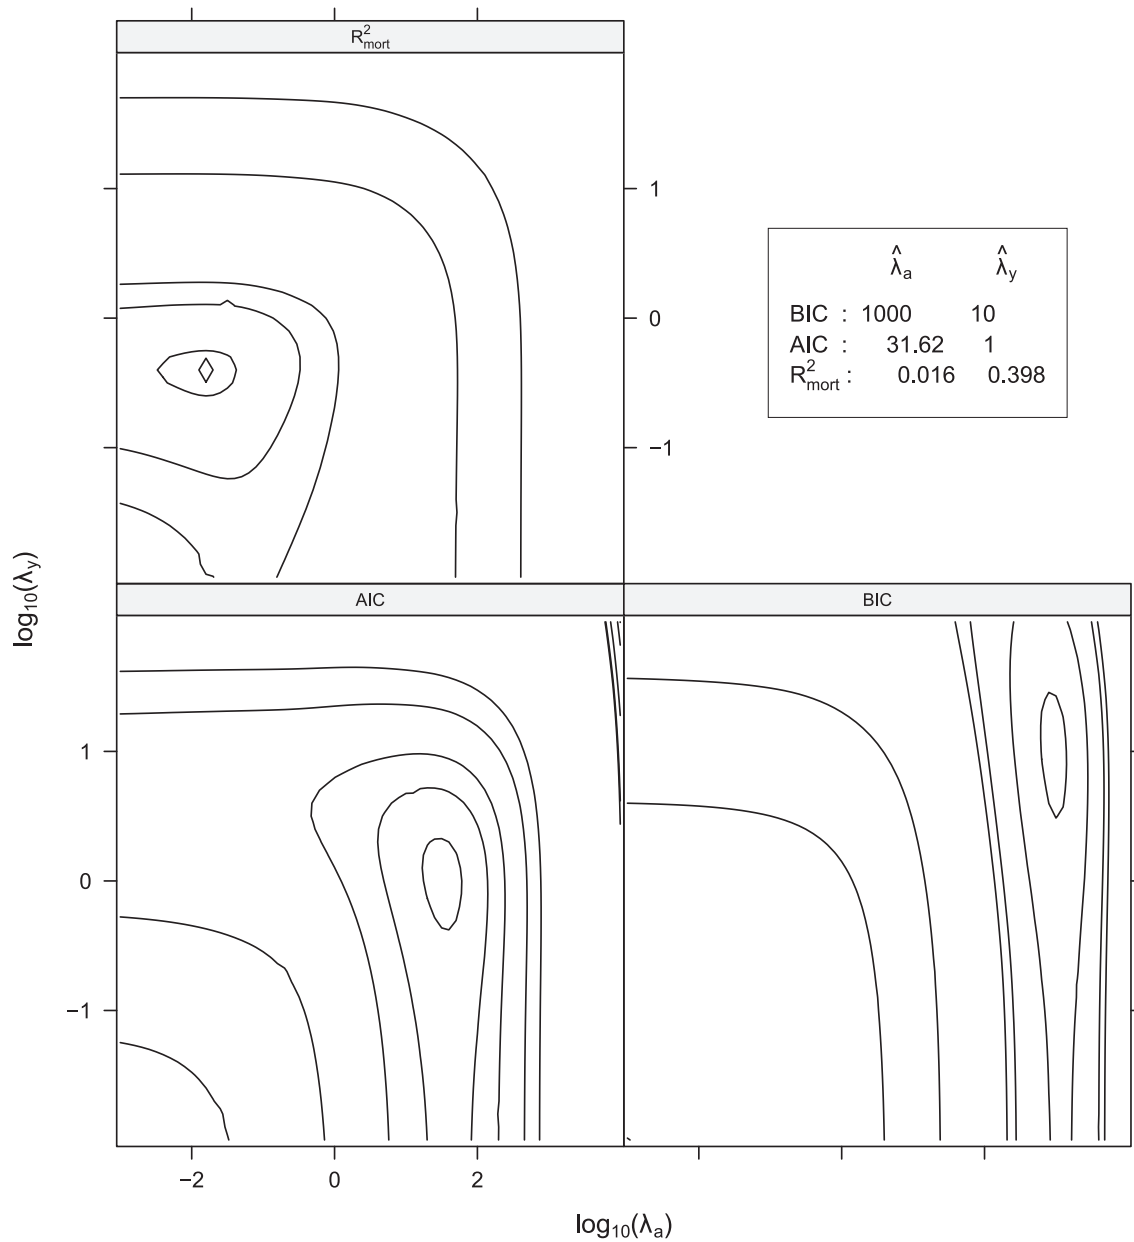 R²mort
1
0
−1
λ̂a λ̂y
BIC : 1000 10
AIC : 31.62 1
R²mort : 0.016 0.398
log10(λy)
AIC
BIC
1
0
−1
−2 0 2
log10(λa)